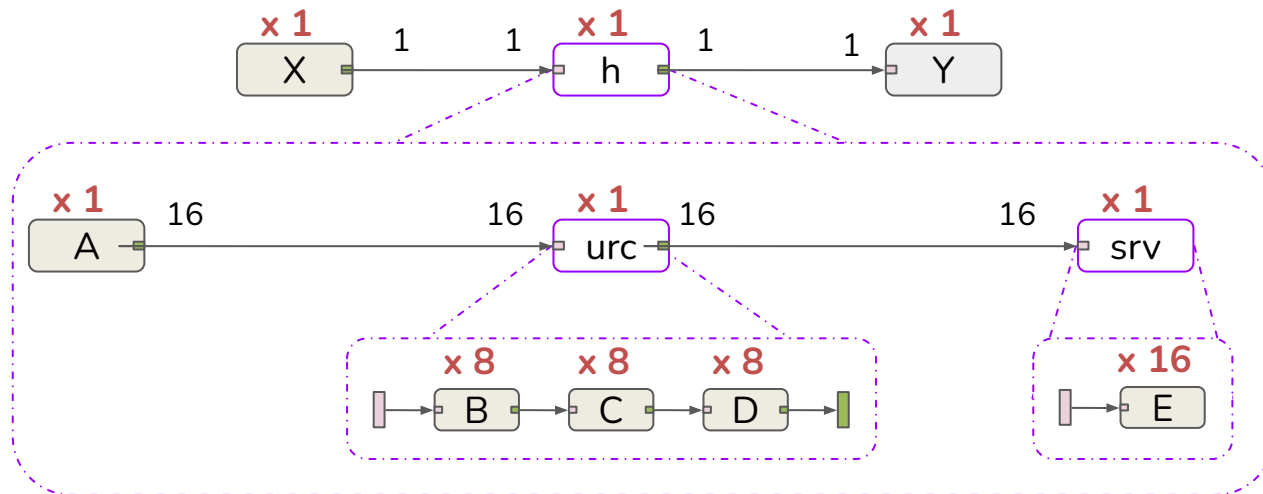 x 1 x 1 x 1
X 1 1 h 1 1 Y
x 1 x 1 x 1
A 16 16 urc 16 16 srv
x 8 x 8 x 8 x 16
B C D E